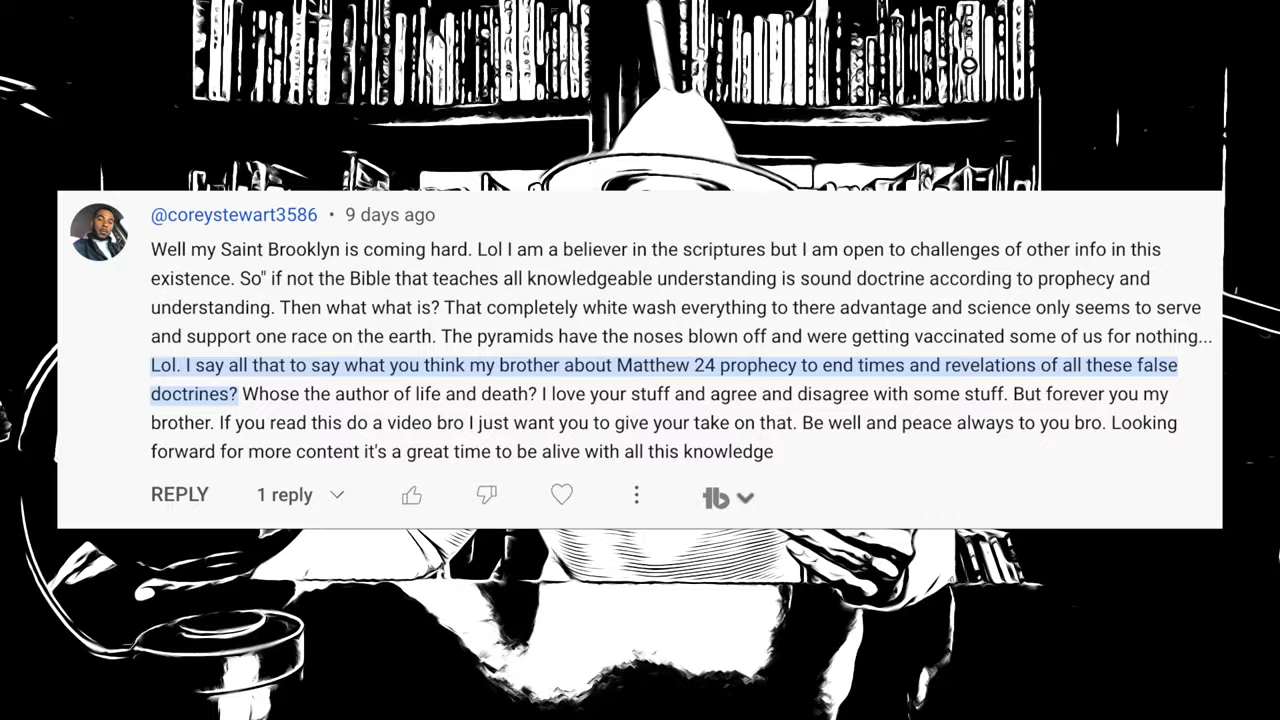 @coreystewart3586 • 9 days ago
Well my Saint Brooklyn is coming hard. Lol I am a believer in the scriptures but I am open to challenges of other info in this
existence. So" if not the Bible that teaches all knowledgeable understanding is sound doctrine according to prophecy and
understanding. Then what what is? That completely white wash everything to there advantage and science only seems to serve
and support one race on the earth. The pyramids have the noses blown off and were getting vaccinated some of us for nothing...
Lol. I say all that to say what you think my brother about Matthew 24 prophecy to end times and revelations of all these false
doctrines? Whose the author of life and death? I love your stuff and agree and disagree with some stuff. But forever you my
brother. If you read this do a video bro I just want you to give your take on that. Be well and peace always to you bro. Looking
forward for more content it's a great time to be alive with all this knowledge
REPLY 1 reply